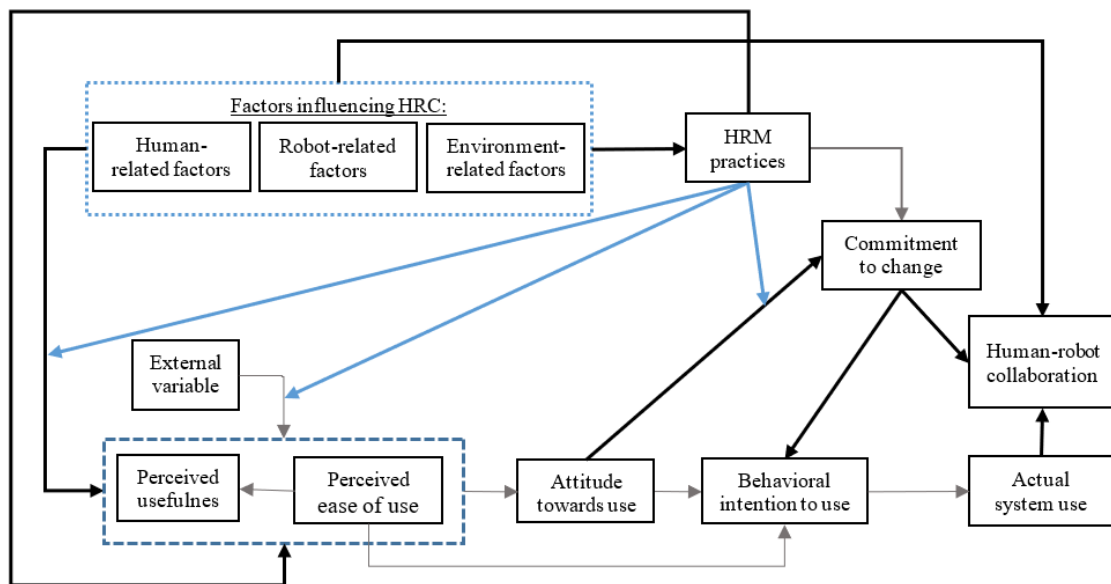 Factors influencing HRC:
Human-
related factors
Robot-related
factors
Environment-
related factors
HRM
practices
Commitment
to change
External
variable
Human-robot
collaboration
Perceived
usefulnes
Perceived
ease of use
Attitude
towards use
Behavioral
intention to use
Actual
system use